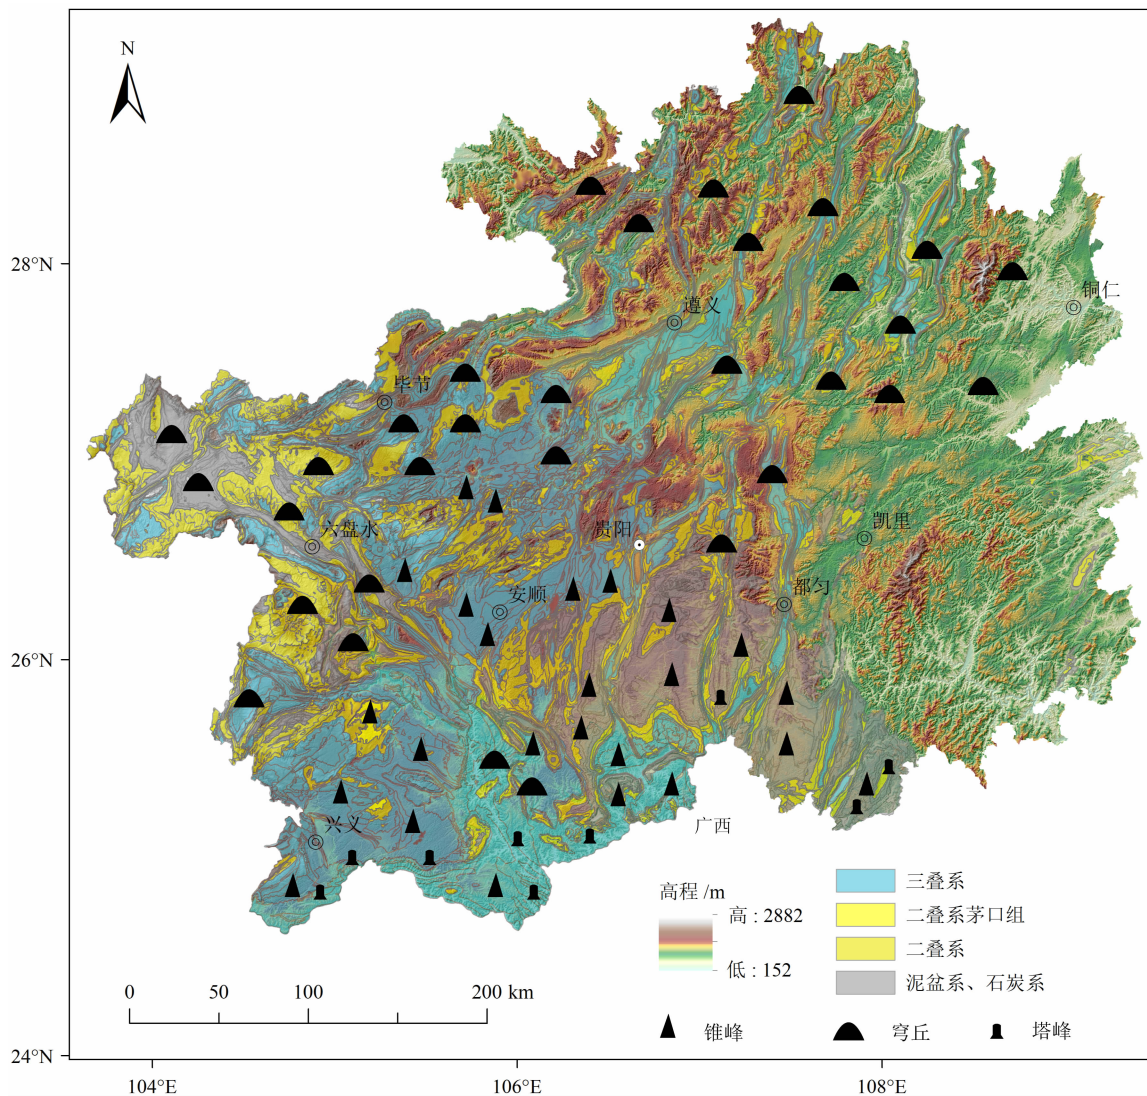 N
28°N
26°N
24°N
104°E
106°E
108°E
遵义
铜仁
毕节
六盘水
贵阳
凯里
安顺
都匀
兴义
广西
高程 /m
高 : 2882
低 : 152
三叠系
二叠系茅口组
二叠系
泥盆系、石炭系
0 50 100 200 km
锥峰
穹丘
塔峰